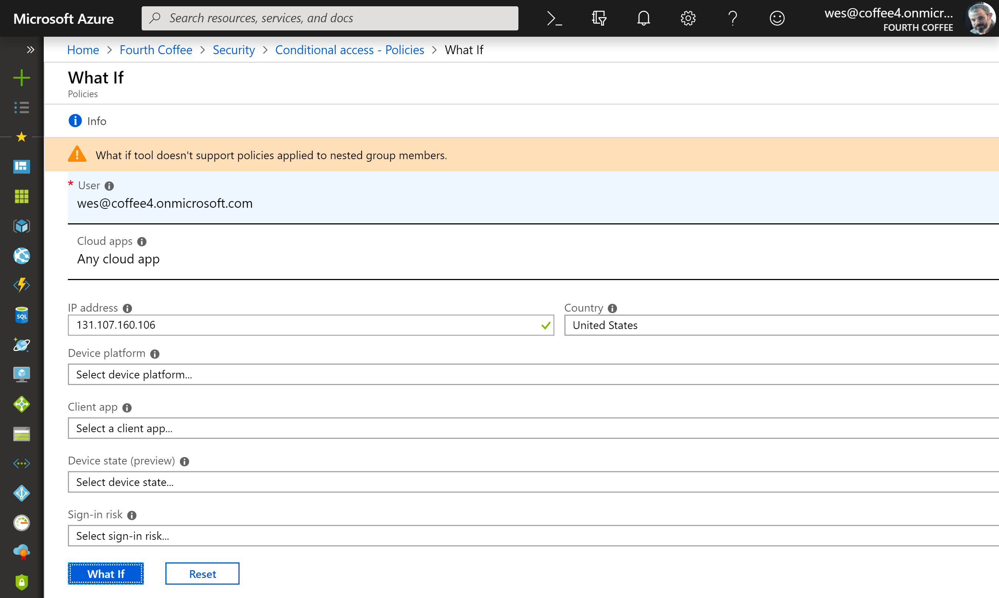 Microsoft Azure
Search resources, services, and docs
wes@coffee4.onmicr...
FOURTH COFFEE
Home > Fourth Coffee > Security > Conditional access - Policies > What If
What If
Policies
Info
What if tool doesn't support policies applied to nested group members.
* User
wes@coffee4.onmicrosoft.com
Cloud apps
Any cloud app
IP address
131.107.160.106
Country
United States
Device platform
Select device platform...
Client app
Select a client app...
Device state (preview)
Select device state...
Sign-in risk
Select sign-in risk...
What If
Reset
SQL